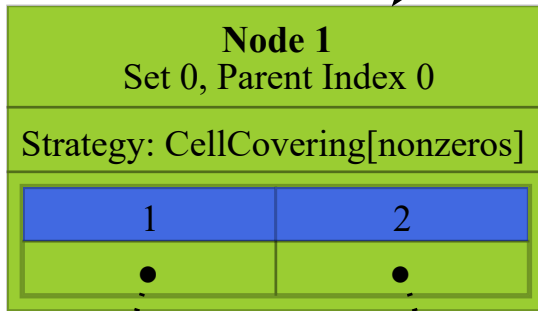 Node 1
Set 0, Parent Index 0
Strategy: CellCovering[nonzeros]
1 2